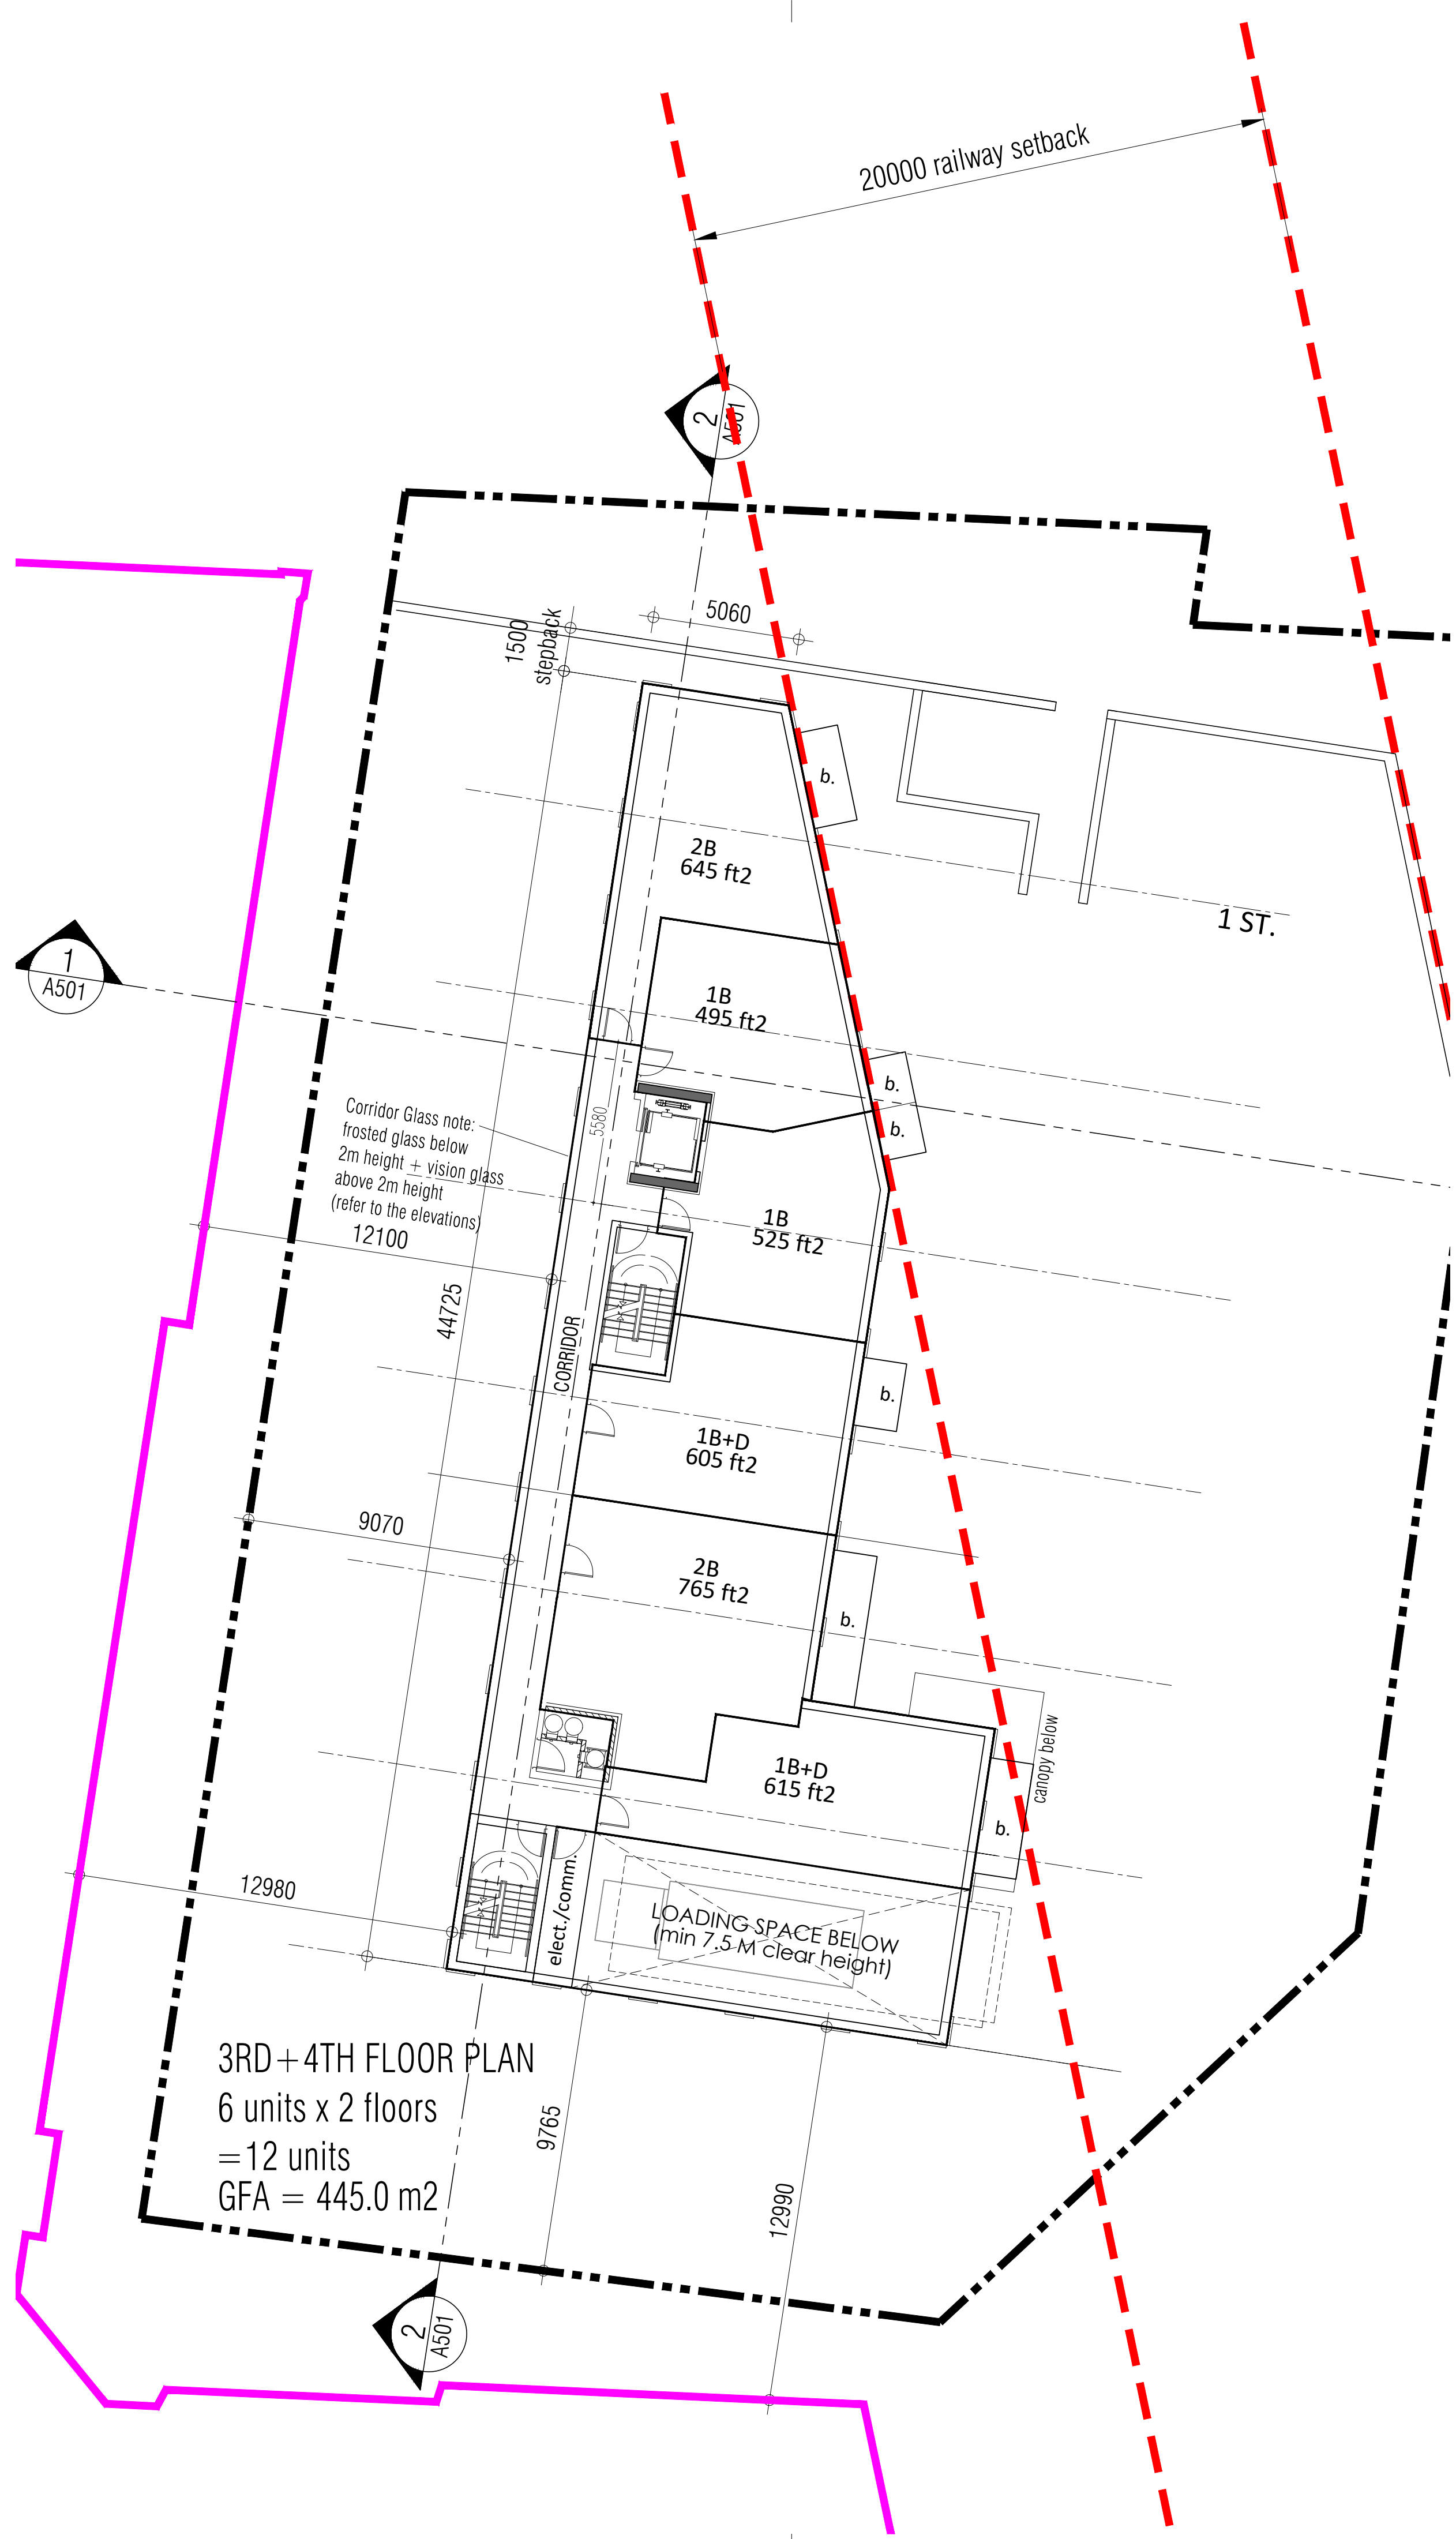 20000 railway setback
2
A501
1500
stepback
5060
b.
2B
645 ft2
1 ST.
1
A501
1B
495 ft2
b.
b.
Corridor Glass note:
frosted glass below
2m height + vision glass
above 2m height
(refer to the elevations)
5580
12100
1B
525 ft2
44725
CORRIDOR
b.
1B+D
605 ft2
9070
2B
765 ft2
b.
canopy below
1B+D
615 ft2
b.
12980
elect./comm.
LOADING SPACE BELOW
(min 7.5 M clear height)
3RD+4TH FLOOR PLAN
6 units x 2 floors
=12 units
GFA = 445.0 m2
9765
12990
2
A501